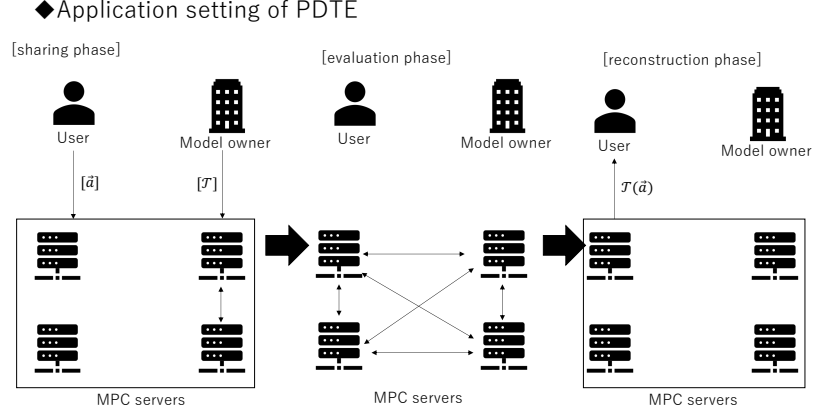 ◆Application setting of PDTE
[sharing phase]
[evaluation phase]
[reconstruction phase]
User
Model owner
User
Model owner
User
Model owner
[a⃗]
[𝒯]
𝒯(a⃗)
MPC servers
MPC servers
MPC servers